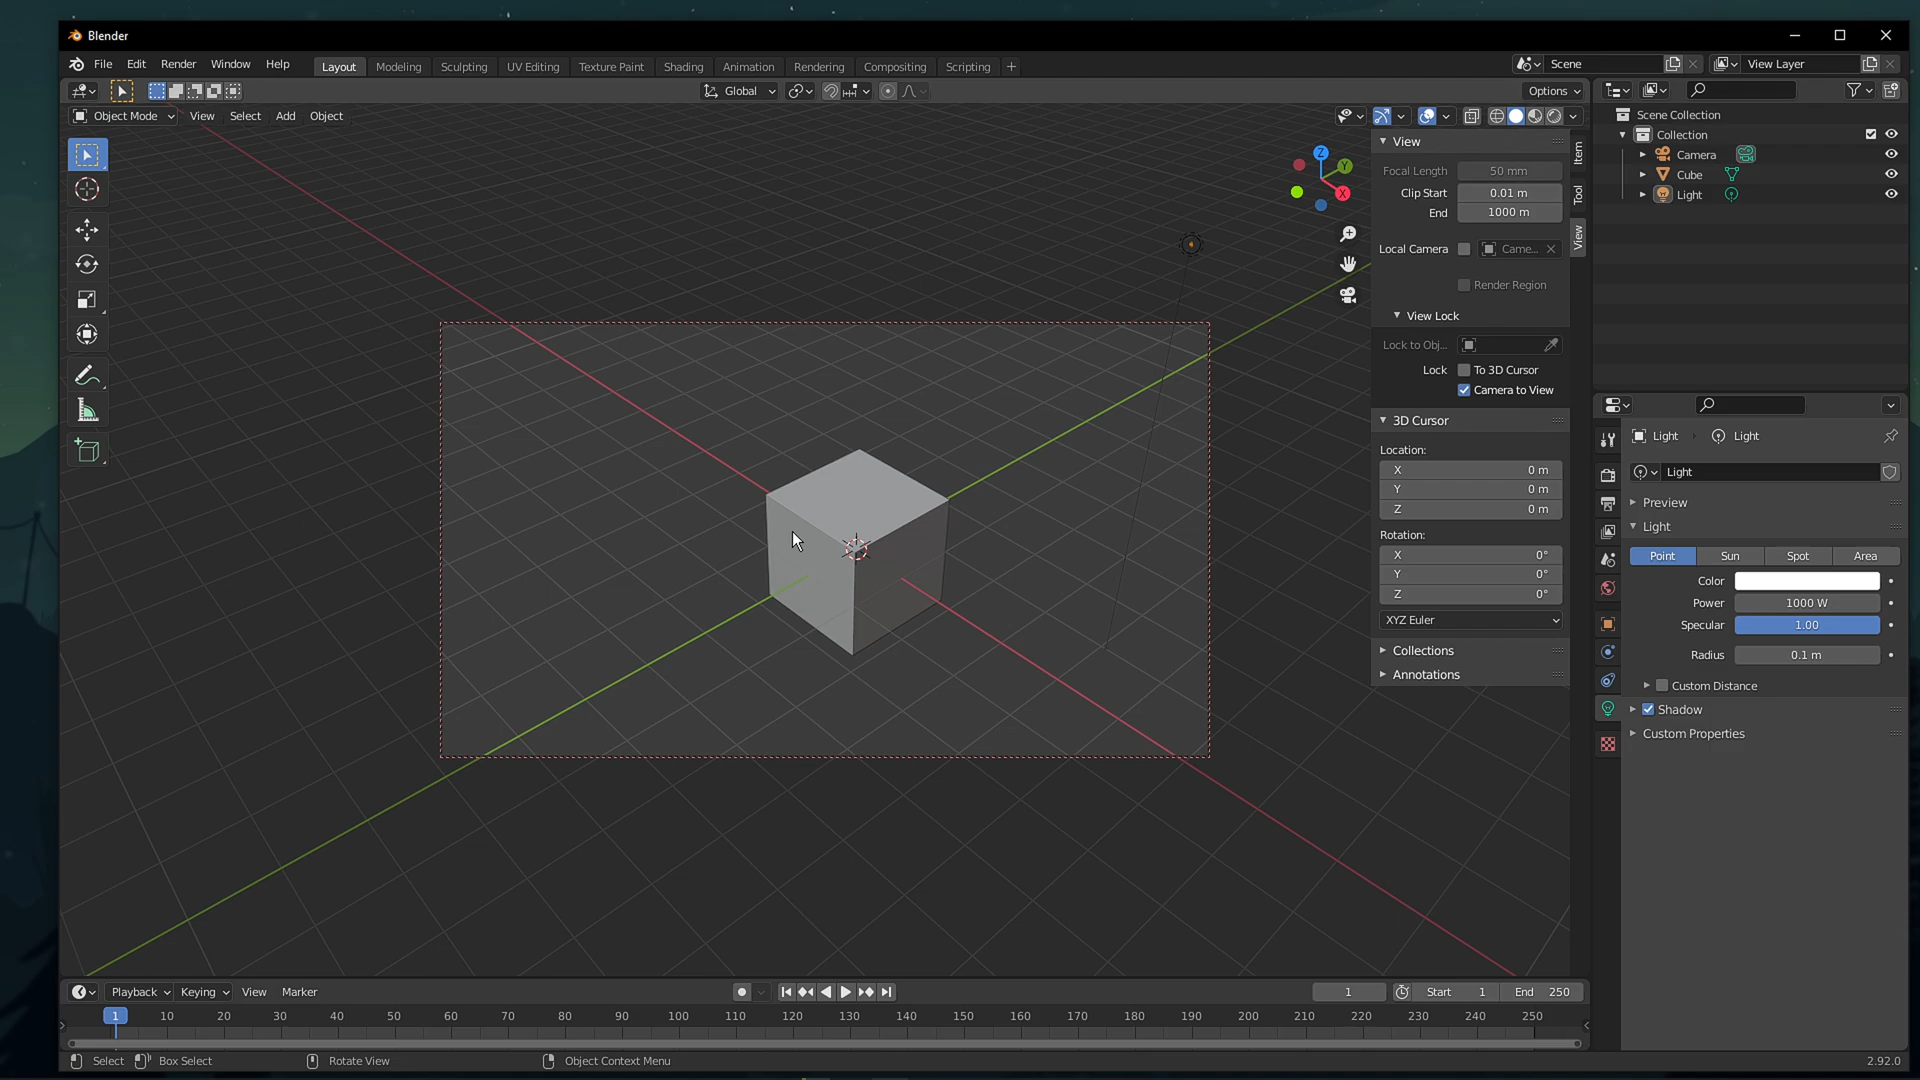 Blender
File Edit Render Window Help Layout Modeling Sculpting UV Editing Texture Paint Shading Animation Rendering Compositing Scripting + Scene View Layer
Global Options
Object Mode View Select Add Object
Z
Y
X
View
Focal Length 50 mm
Clip Start 0.01 m
End 1000 m
Local Camera Came...
Render Region
View Lock
Lock to Obj...
Lock To 3D Cursor
Camera to View
3D Cursor
Location:
X 0 m
Y 0 m
Z 0 m
Rotation:
X 0°
Y 0°
Z 0°
XYZ Euler
Collections
Annotations
Item
Tool
View
Scene Collection
Collection
Camera
Cube
Light
Light Light
Light
Preview
Light
Point Sun Spot Area
Color
Power 1000 W
Specular 1.00
Radius 0.1 m
Custom Distance
Shadow
Custom Properties
Playback Keying View Marker 1 Start 1 End 250
1 10 20 30 40 50 60 70 80 90 100 110 120 130 140 150 160 170 180 190 200 210 220 230 240 250
Select Box Select Rotate View Object Context Menu 2.92.0